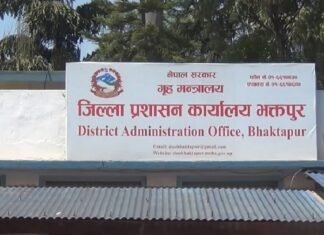 नेपाल सरकार
गृह मन्त्रालय
जिल्ला प्रशासन कार्यालय भक्तपुर
District Administration Office, Bhaktapur